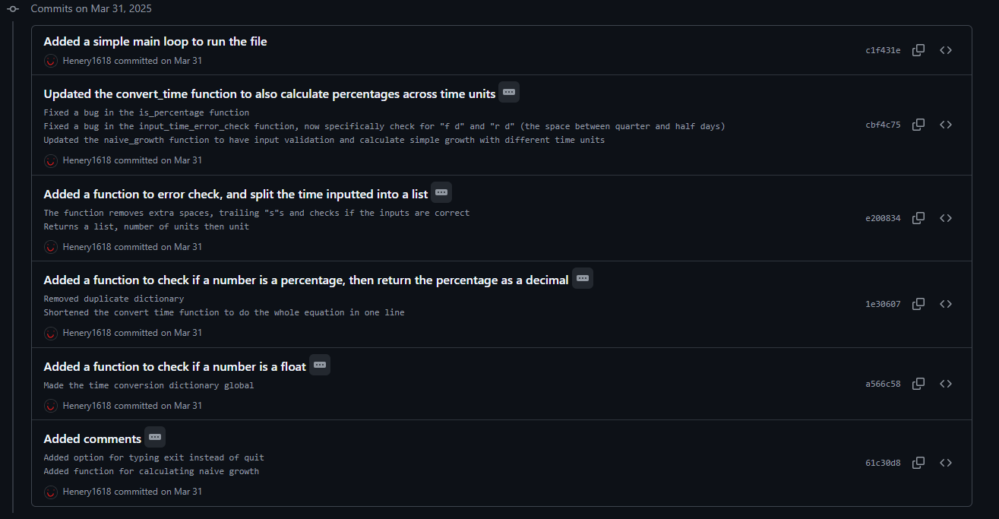 Commits on Mar 31, 2025
Added a simple main loop to run the file
Henery1618 committed on Mar 31
c1f431e
Updated the convert_time function to also calculate percentages across time units
Fixed a bug in the is_percentage function
Fixed a bug in the input_time_error_check function, now specifically check for "f d" and "r d" (the space between quarter and half days)
Updated the naive_growth function to have input validation and calculate simple growth with different time units
Henery1618 committed on Mar 31
cbf4c75
Added a function to error check, and split the time inputted into a list
The function removes extra spaces, trailing "s"s and checks if the inputs are correct
Returns a list, number of units then unit
Henery1618 committed on Mar 31
e200834
Added a function to check if a number is a percentage, then return the percentage as a decimal
Removed duplicate dictionary
Shortened the convert time function to do the whole equation in one line
Henery1618 committed on Mar 31
1e30607
Added a function to check if a number is a float
Made the time conversion dictionary global
Henery1618 committed on Mar 31
a566c58
Added comments
Added option for typing exit instead of quit
Added function for calculating naive growth
Henery1618 committed on Mar 31
61c30d8